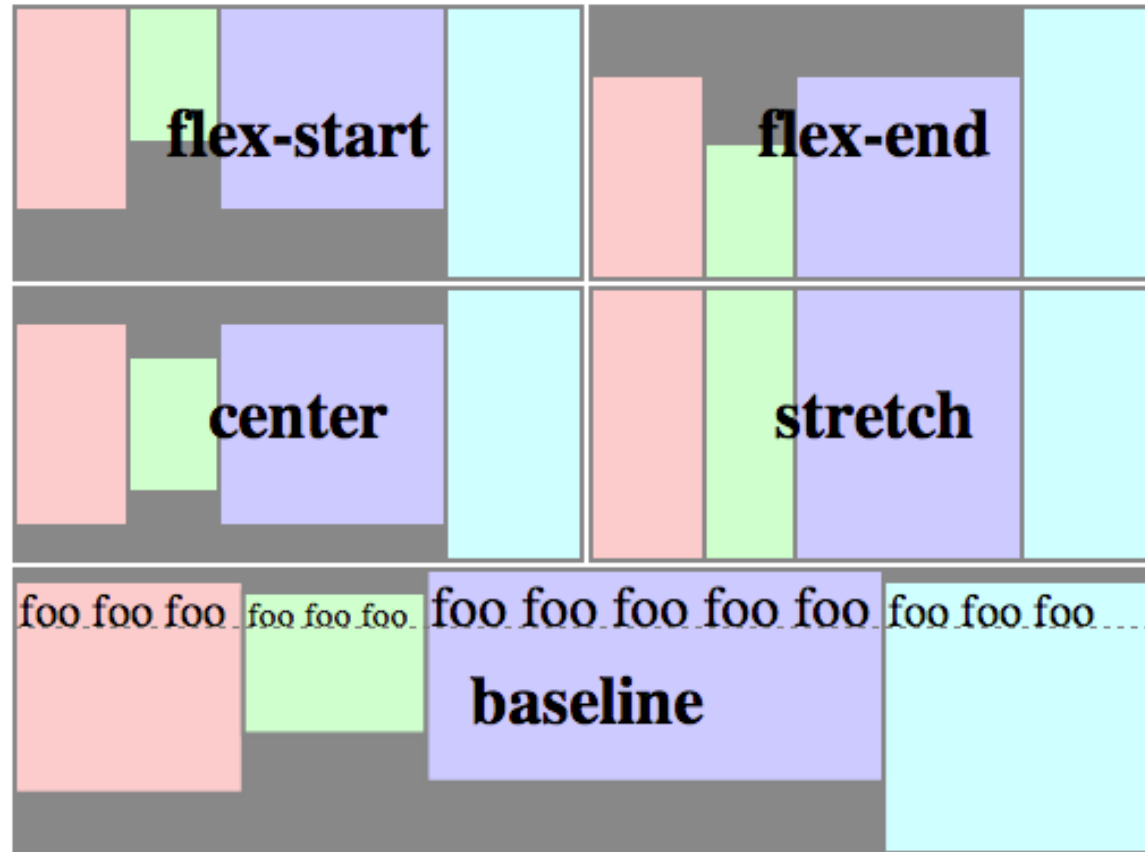 flex-start
flex-end
center
stretch
foo foo foo
foo foo foo
foo foo foo foo foo
foo foo foo
baseline